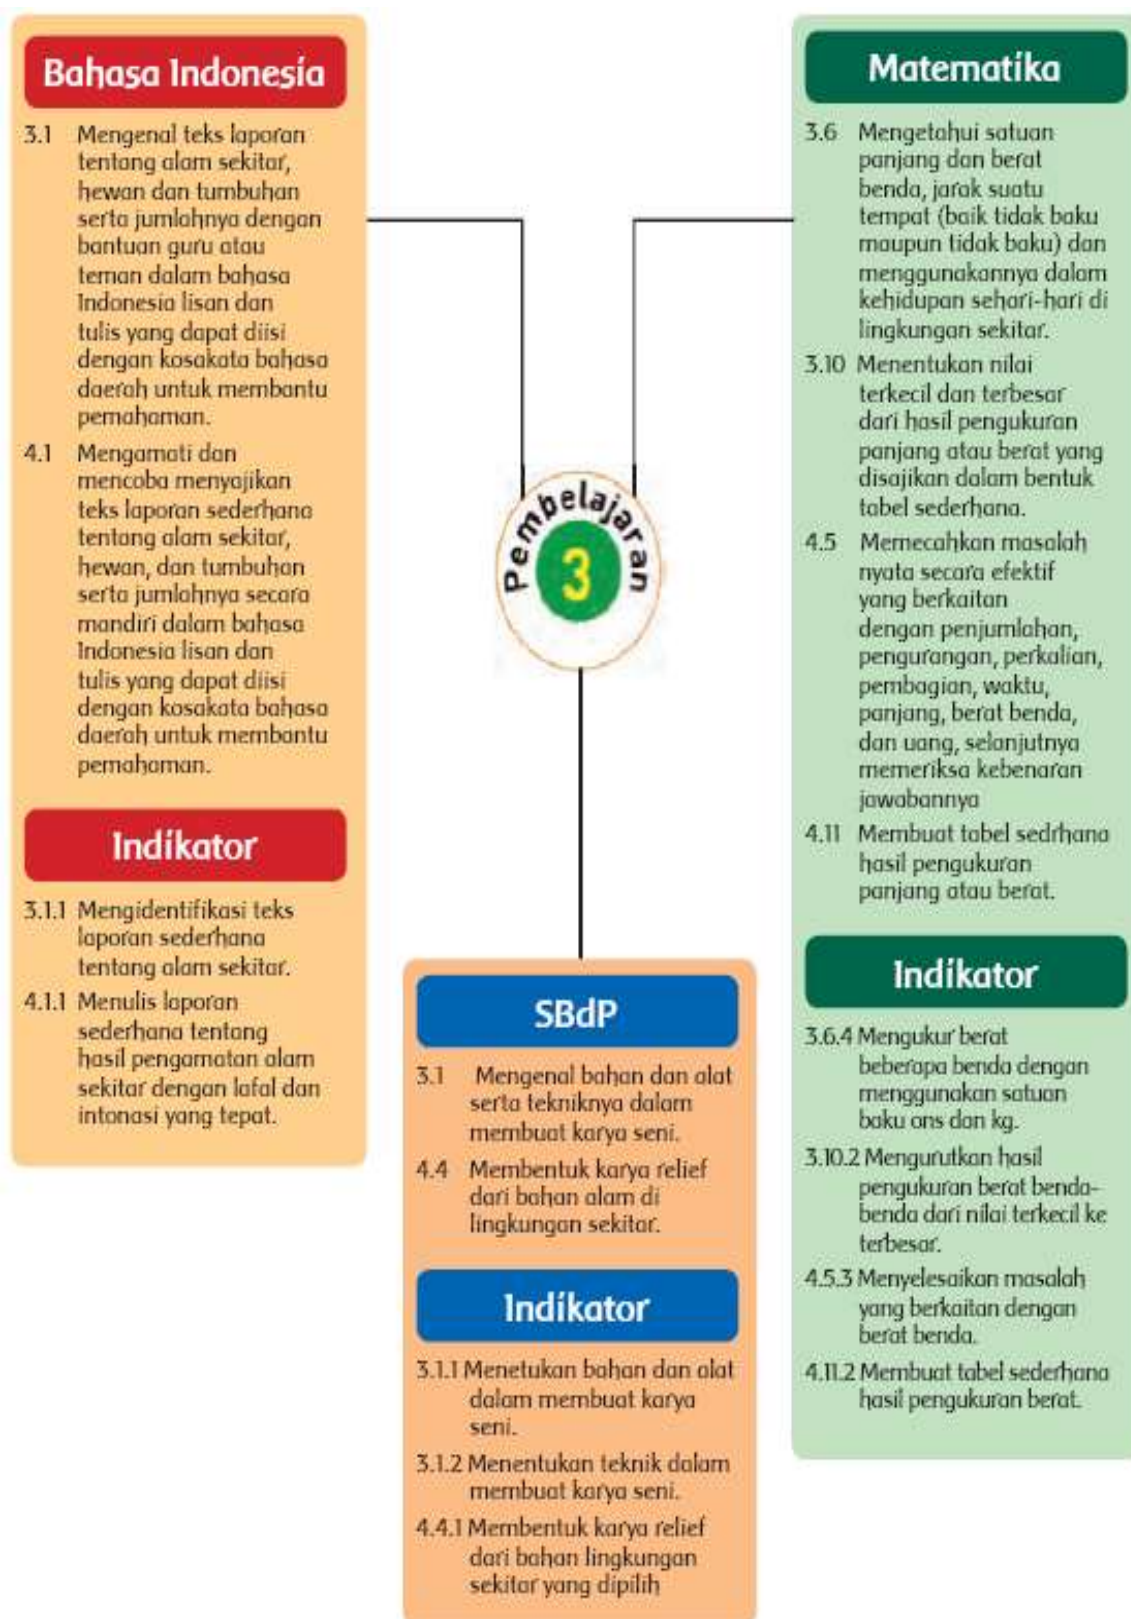 Bahasa Indonesia
3.1 Mengenal teks laporan
tentang alam sekitar,
hewan dan tumbuhan
serta jumlahnya dengan
bantuan guru atau
teman dalam bahasa
Indonesia lisan dan
tulis yang dapat diisi
dengan kosakata bahasa
daerah untuk membantu
pemahaman.
4.1 Mengamati dan
mencoba menyajikan
teks laporan sederhana
tentang alam sekitar,
hewan, dan tumbuhan
serta jumlahnya secara
mandiri dalam bahasa
Indonesia lisan dan
tulis yang dapat diisi
dengan kosakata bahasa
daerah untuk membantu
pemahaman.
Indikator
3.1.1 Mengidentifikasi teks
laporan sederhana
tentang alam sekitar.
4.1.1 Menulis laporan
sederhana tentang
hasil pengamatan alam
sekitar dengan lafal dan
intonasi yang tepat.
Pembelajaran
3
SBdP
3.1 Mengenal bahan dan alat
serta tekniknya dalam
membuat karya seni.
4.4 Membentuk karya relief
dari bahan alam di
lingkungan sekitar.
Indikator
3.1.1 Menetukan bahan dan alat
dalam membuat karya
seni.
3.1.2 Menentukan teknik dalam
membuat karya seni.
4.4.1 Membentuk karya relief
dari bahan lingkungan
sekitar yang dipilih
Matematika
3.6 Mengetahui satuan
panjang dan berat
benda, jarak suatu
tempat (baik tidak baku
maupun tidak baku) dan
menggunakannya dalam
kehidupan sehari-hari di
lingkungan sekitar.
3.10 Menentukan nilai
terkecil dan terbesar
dari hasil pengukuran
panjang atau berat yang
disajikan dalam bentuk
tabel sederhana.
4.5 Memecahkan masalah
nyata secara efektif
yang berkaitan
dengan penjumlahan,
pengurangan, perkalian,
pembagian, waktu,
panjang, berat benda,
dan uang, selanjutnya
memeriksa kebenaran
jawabannya
4.11 Membuat tabel sedrhana
hasil pengukuran
panjang atau berat.
Indikator
3.6.4 Mengukur berat
beberapa benda dengan
menggunakan satuan
baku ons dan kg.
3.10.2 Mengurutkan hasil
pengukuran berat benda-
benda dari nilai terkecil ke
terbesar.
4.5.3 Menyelesaikan masalah
yang berkaitan dengan
berat benda.
4.11.2 Membuat tabel sederhana
hasil pengukuran berat.